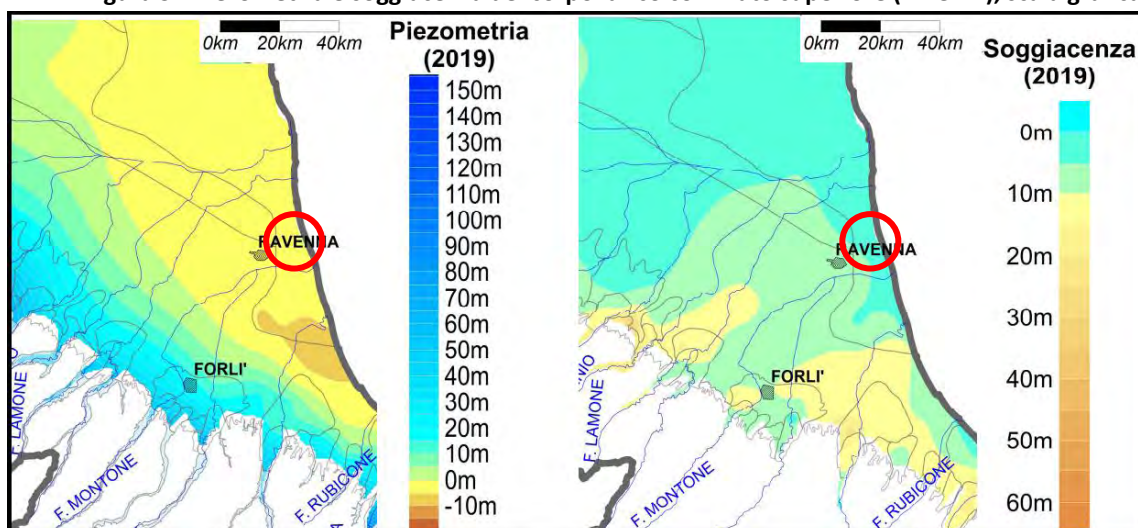 0km 20km 40km
Piezometria
(2019)
150m
140m
130m
120m
110m
100m
90m
80m
70m
60m
50m
40m
30m
20m
10m
0m
-10m
RAVENNA
FORLI'
F. LAMONE
F. MONTONE
F. RUBICONE
0km 20km 40km
Soggiacenza
(2019)
0m
10m
20m
30m
40m
50m
60m
RAVENNA
FORLI'
F. LAMONE
F. MONTONE
F. RUBICONE